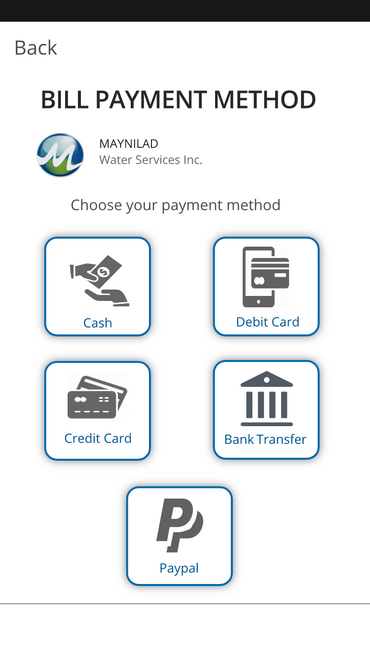 Back
BILL PAYMENT METHOD
MAYNILAD
Water Services Inc.
Choose your payment method
Cash
Debit Card
Credit Card
Bank Transfer
Paypal